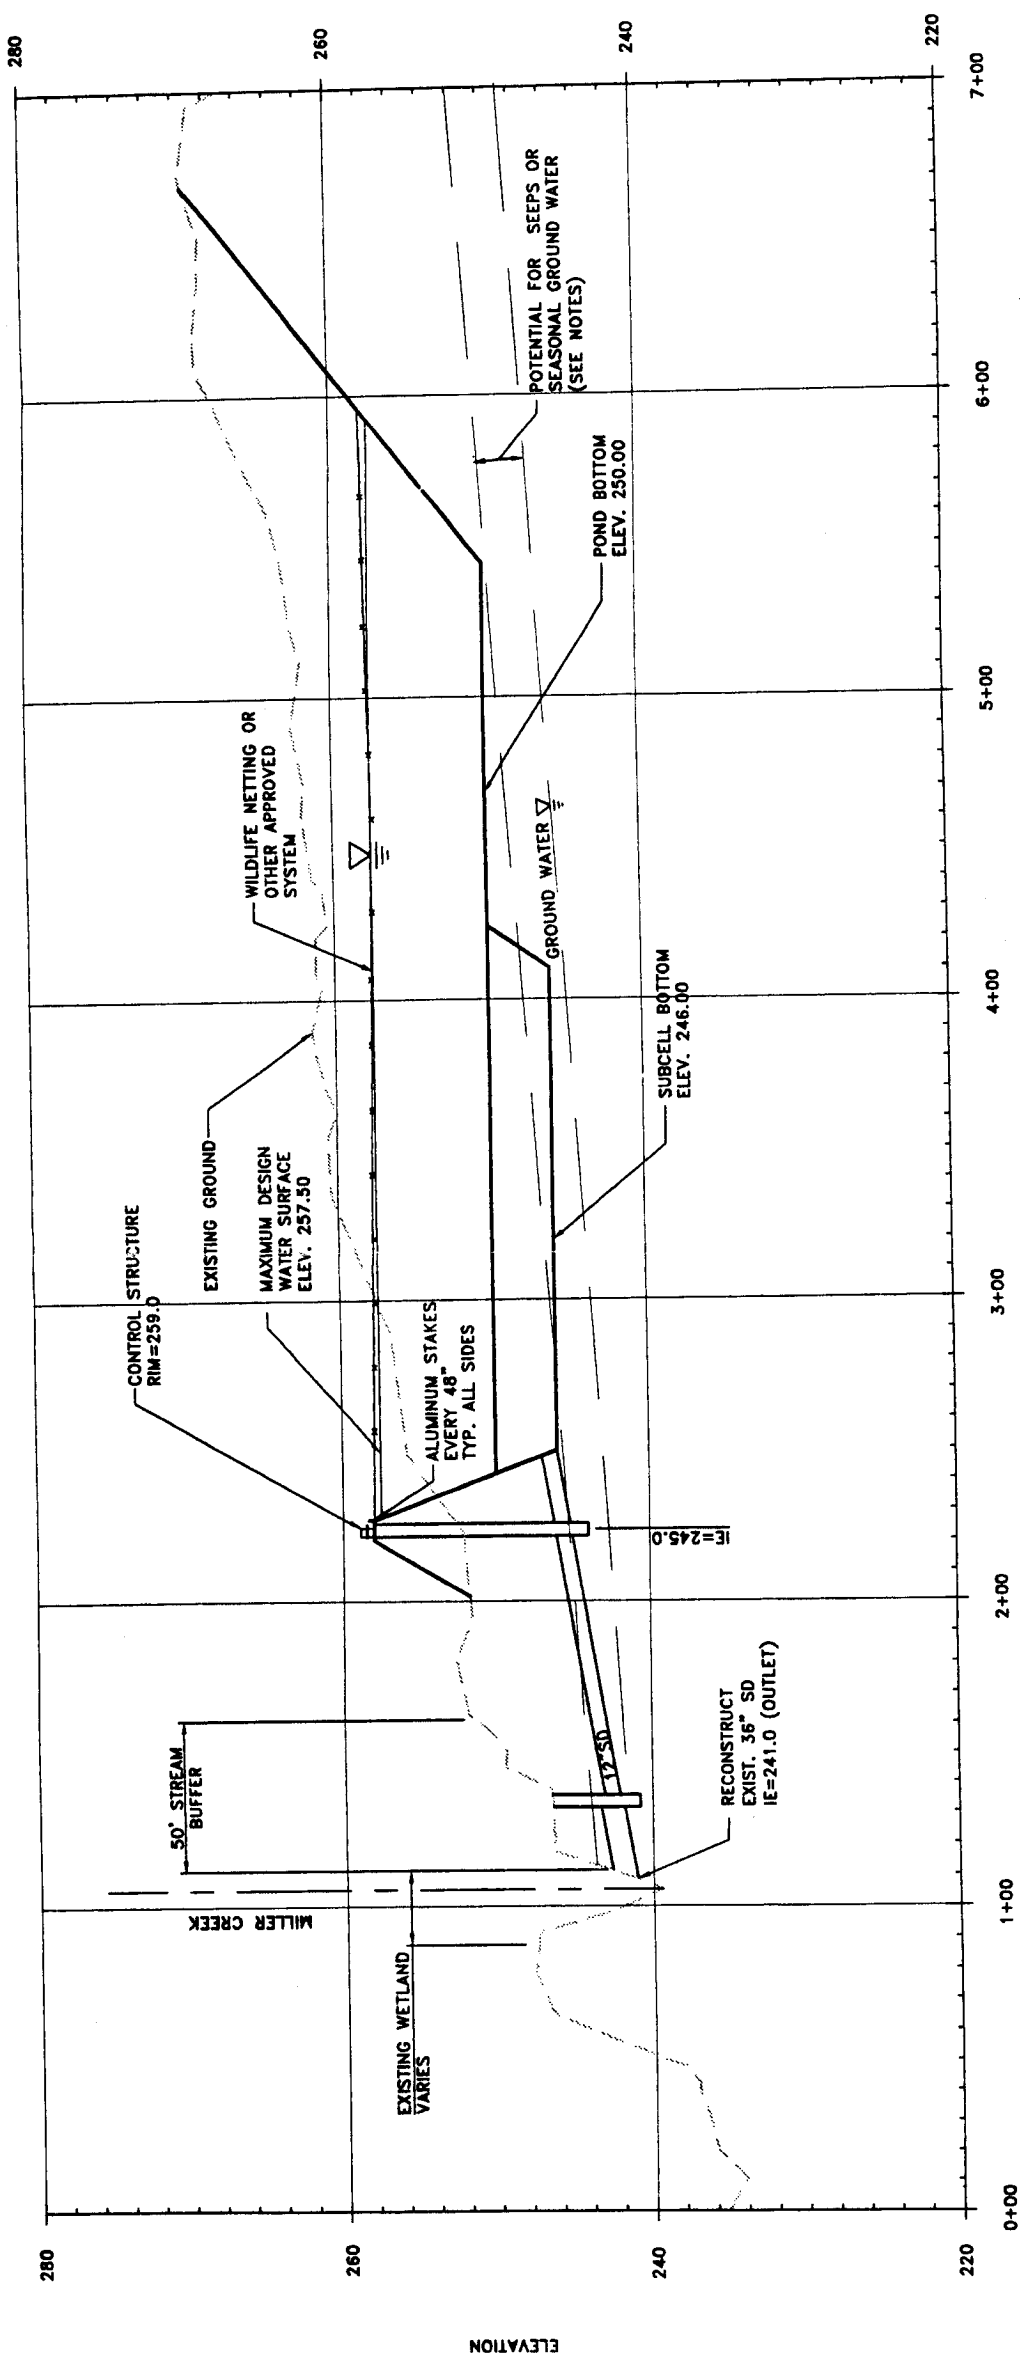 280
260
240
220
280
260
240
220
ELEVATION
0+00
1+00
2+00
3+00
4+00
5+00
6+00
7+00
EXISTING WETLAND
VARIES
MILLER CREEK
50' STREAM
BUFFER
CONTROL STRUCTURE
RIM=259.0
EXISTING GROUND
MAXIMUM DESIGN
WATER SURFACE
ELEV. 257.50
ALUMINUM STAKES
EVERY 48"
TYP. ALL SIDES
WILDLIFE NETTING OR
OTHER APPROVED
SYSTEM
GROUND WATER
POTENTIAL FOR SEEPS OR
SEASONAL GROUND WATER
(SEE NOTES)
POND BOTTOM
ELEV. 250.00
SUBCELL BOTTOM
ELEV. 246.00
IE=245.0
12"SD
RECONSTRUCT
EXIST. 36" SD
IE=241.0 (OUTLET)